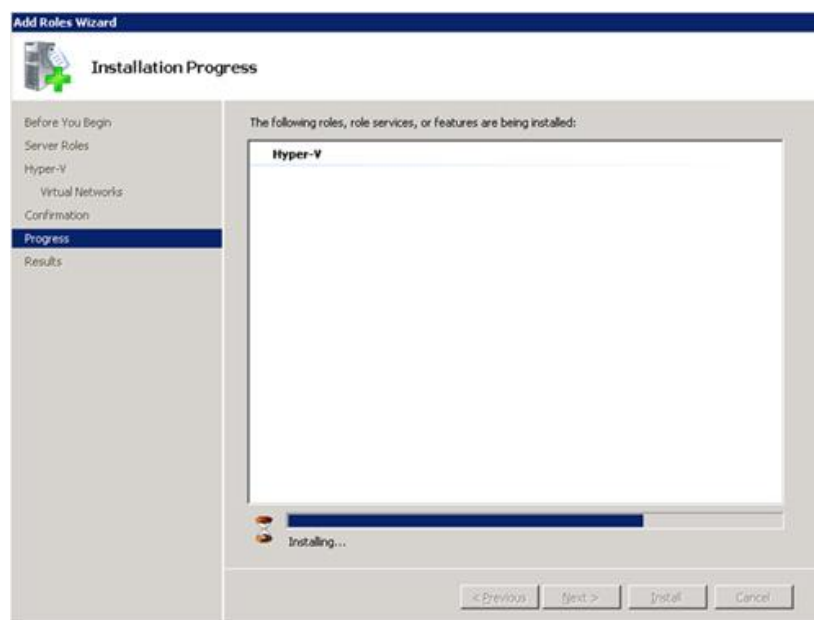 Add Roles Wizard
Installation Progress
Before You Begin
Server Roles
Hyper-V
Virtual Networks
Confirmation
Progress
Results
The following roles, role services, or features are being installed:
Hyper-V
Installing...
< Previous
Next >
Install
Cancel